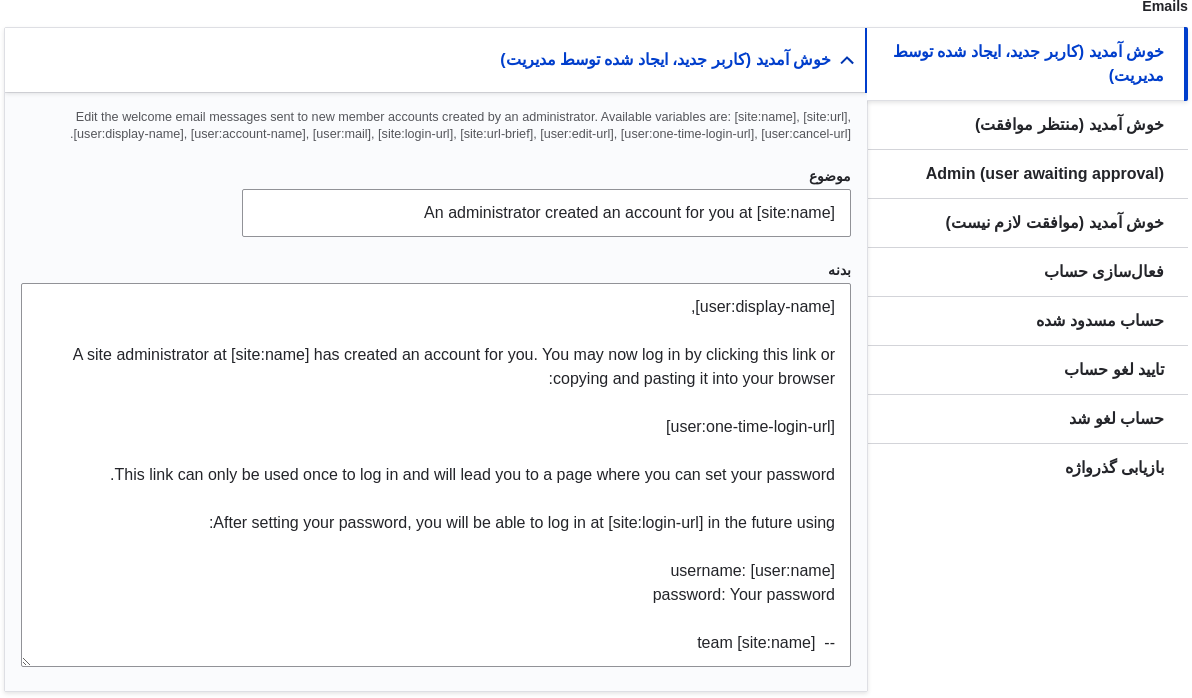 Emails
خوش آمدید (کاربر جدید، ایجاد شده توسط
مدیریت)
خوش آمدید (منتظر موافقت)
Admin (user awaiting approval)
خوش آمدید (موافقت لازم نیست)
فعال‌سازی حساب
حساب مسدود شده
تایید لغو حساب
حساب لغو شد
بازیابی گذرواژه
خوش آمدید (کاربر جدید، ایجاد شده توسط مدیریت)
Edit the welcome email messages sent to new member accounts created by an administrator. Available variables are: [site:name], [site:url],
[user:display-name], [user:account-name], [user:mail], [site:login-url], [site:url-brief], [user:edit-url], [user:one-time-login-url], [user:cancel-url].
موضوع
An administrator created an account for you at [site:name]
بدنه
[user:display-name],
A site administrator at [site:name] has created an account for you. You may now log in by clicking this link or
copying and pasting it into your browser:
[user:one-time-login-url]
This link can only be used once to log in and will lead you to a page where you can set your password.
After setting your password, you will be able to log in at [site:login-url] in the future using:
username: [user:name]
password: Your password
--  [site:name] team